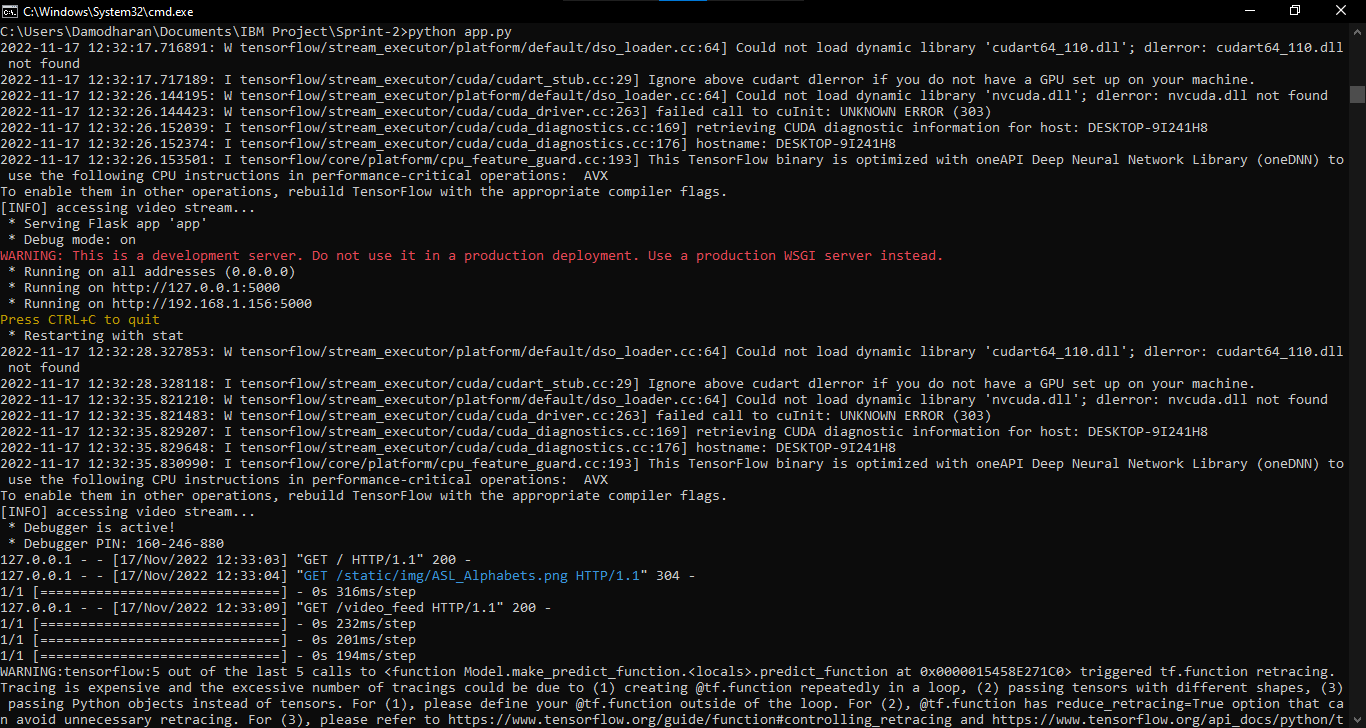 C:\Windows\System32\cmd.exe
C:\Users\Damodharan\Documents\IBM Project\Sprint-2>python app.py
2022-11-17 12:32:17.716891: W tensorflow/stream_executor/platform/default/dso_loader.cc:64] Could not load dynamic library 'cudart64_110.dll'; dlerror: cudart64_110.dll
 not found
2022-11-17 12:32:17.717189: I tensorflow/stream_executor/cuda/cudart_stub.cc:29] Ignore above cudart dlerror if you do not have a GPU set up on your machine.
2022-11-17 12:32:26.144195: W tensorflow/stream_executor/platform/default/dso_loader.cc:64] Could not load dynamic library 'nvcuda.dll'; dlerror: nvcuda.dll not found
2022-11-17 12:32:26.144423: W tensorflow/stream_executor/cuda/cuda_driver.cc:263] failed call to cuInit: UNKNOWN ERROR (303)
2022-11-17 12:32:26.152039: I tensorflow/stream_executor/cuda/cuda_diagnostics.cc:169] retrieving CUDA diagnostic information for host: DESKTOP-9I241H8
2022-11-17 12:32:26.152374: I tensorflow/stream_executor/cuda/cuda_diagnostics.cc:176] hostname: DESKTOP-9I241H8
2022-11-17 12:32:26.153501: I tensorflow/core/platform/cpu_feature_guard.cc:193] This TensorFlow binary is optimized with oneAPI Deep Neural Network Library (oneDNN) to
 use the following CPU instructions in performance-critical operations:  AVX
To enable them in other operations, rebuild TensorFlow with the appropriate compiler flags.
[INFO] accessing video stream...
 * Serving Flask app 'app'
 * Debug mode: on
WARNING: This is a development server. Do not use it in a production deployment. Use a production WSGI server instead.
 * Running on all addresses (0.0.0.0)
 * Running on http://127.0.0.1:5000
 * Running on http://192.168.1.156:5000
Press CTRL+C to quit
 * Restarting with stat
2022-11-17 12:32:28.327853: W tensorflow/stream_executor/platform/default/dso_loader.cc:64] Could not load dynamic library 'cudart64_110.dll'; dlerror: cudart64_110.dll
 not found
2022-11-17 12:32:28.328118: I tensorflow/stream_executor/cuda/cudart_stub.cc:29] Ignore above cudart dlerror if you do not have a GPU set up on your machine.
2022-11-17 12:32:35.821210: W tensorflow/stream_executor/platform/default/dso_loader.cc:64] Could not load dynamic library 'nvcuda.dll'; dlerror: nvcuda.dll not found
2022-11-17 12:32:35.821483: W tensorflow/stream_executor/cuda/cuda_driver.cc:263] failed call to cuInit: UNKNOWN ERROR (303)
2022-11-17 12:32:35.829207: I tensorflow/stream_executor/cuda/cuda_diagnostics.cc:169] retrieving CUDA diagnostic information for host: DESKTOP-9I241H8
2022-11-17 12:32:35.829648: I tensorflow/stream_executor/cuda/cuda_diagnostics.cc:176] hostname: DESKTOP-9I241H8
2022-11-17 12:32:35.830990: I tensorflow/core/platform/cpu_feature_guard.cc:193] This TensorFlow binary is optimized with oneAPI Deep Neural Network Library (oneDNN) to
 use the following CPU instructions in performance-critical operations:  AVX
To enable them in other operations, rebuild TensorFlow with the appropriate compiler flags.
[INFO] accessing video stream...
 * Debugger is active!
 * Debugger PIN: 160-246-880
127.0.0.1 - - [17/Nov/2022 12:33:03] "GET / HTTP/1.1" 200 -
127.0.0.1 - - [17/Nov/2022 12:33:04] "GET /static/img/ASL_Alphabets.png HTTP/1.1" 304 -
1/1 [==============================] - 0s 316ms/step
127.0.0.1 - - [17/Nov/2022 12:33:09] "GET /video_feed HTTP/1.1" 200 -
1/1 [==============================] - 0s 232ms/step
1/1 [==============================] - 0s 201ms/step
1/1 [==============================] - 0s 194ms/step
WARNING:tensorflow:5 out of the last 5 calls to <function Model.make_predict_function.<locals>.predict_function at 0x0000015458E271C0> triggered tf.function retracing.
Tracing is expensive and the excessive number of tracings could be due to (1) creating @tf.function repeatedly in a loop, (2) passing tensors with different shapes, (3)
 passing Python objects instead of tensors. For (1), please define your @tf.function outside of the loop. For (2), @tf.function has reduce_retracing=True option that ca
n avoid unnecessary retracing. For (3), please refer to https://www.tensorflow.org/guide/function#controlling_retracing and https://www.tensorflow.org/api_docs/python/t